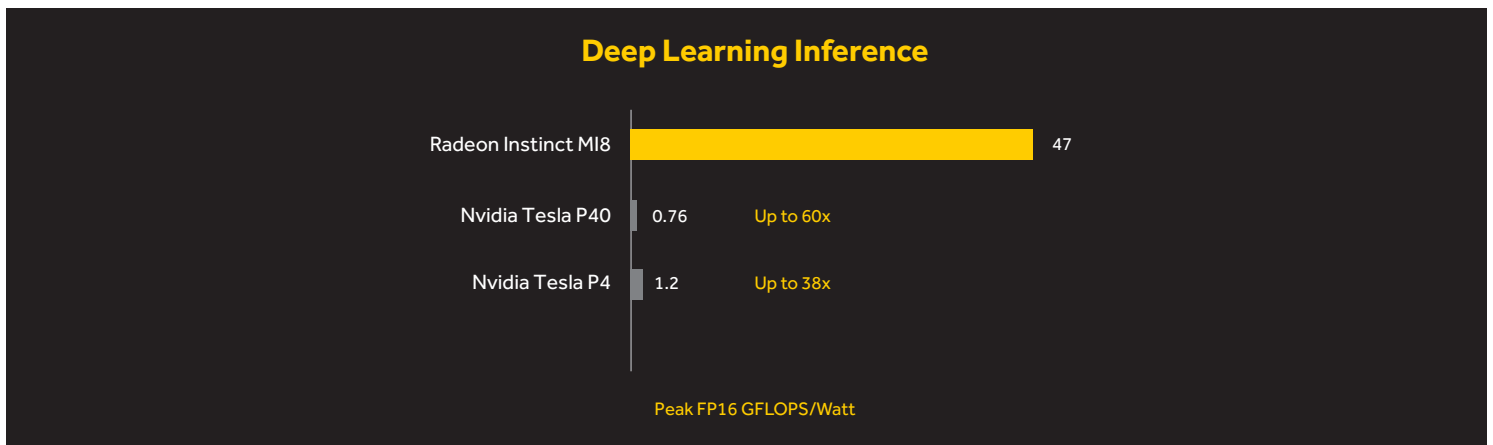 Deep Learning Inference
Radeon Instinct MI8 47
Nvidia Tesla P40 0.76 Up to 60x
Nvidia Tesla P4 1.2 Up to 38x
Peak FP16 GFLOPS/Watt